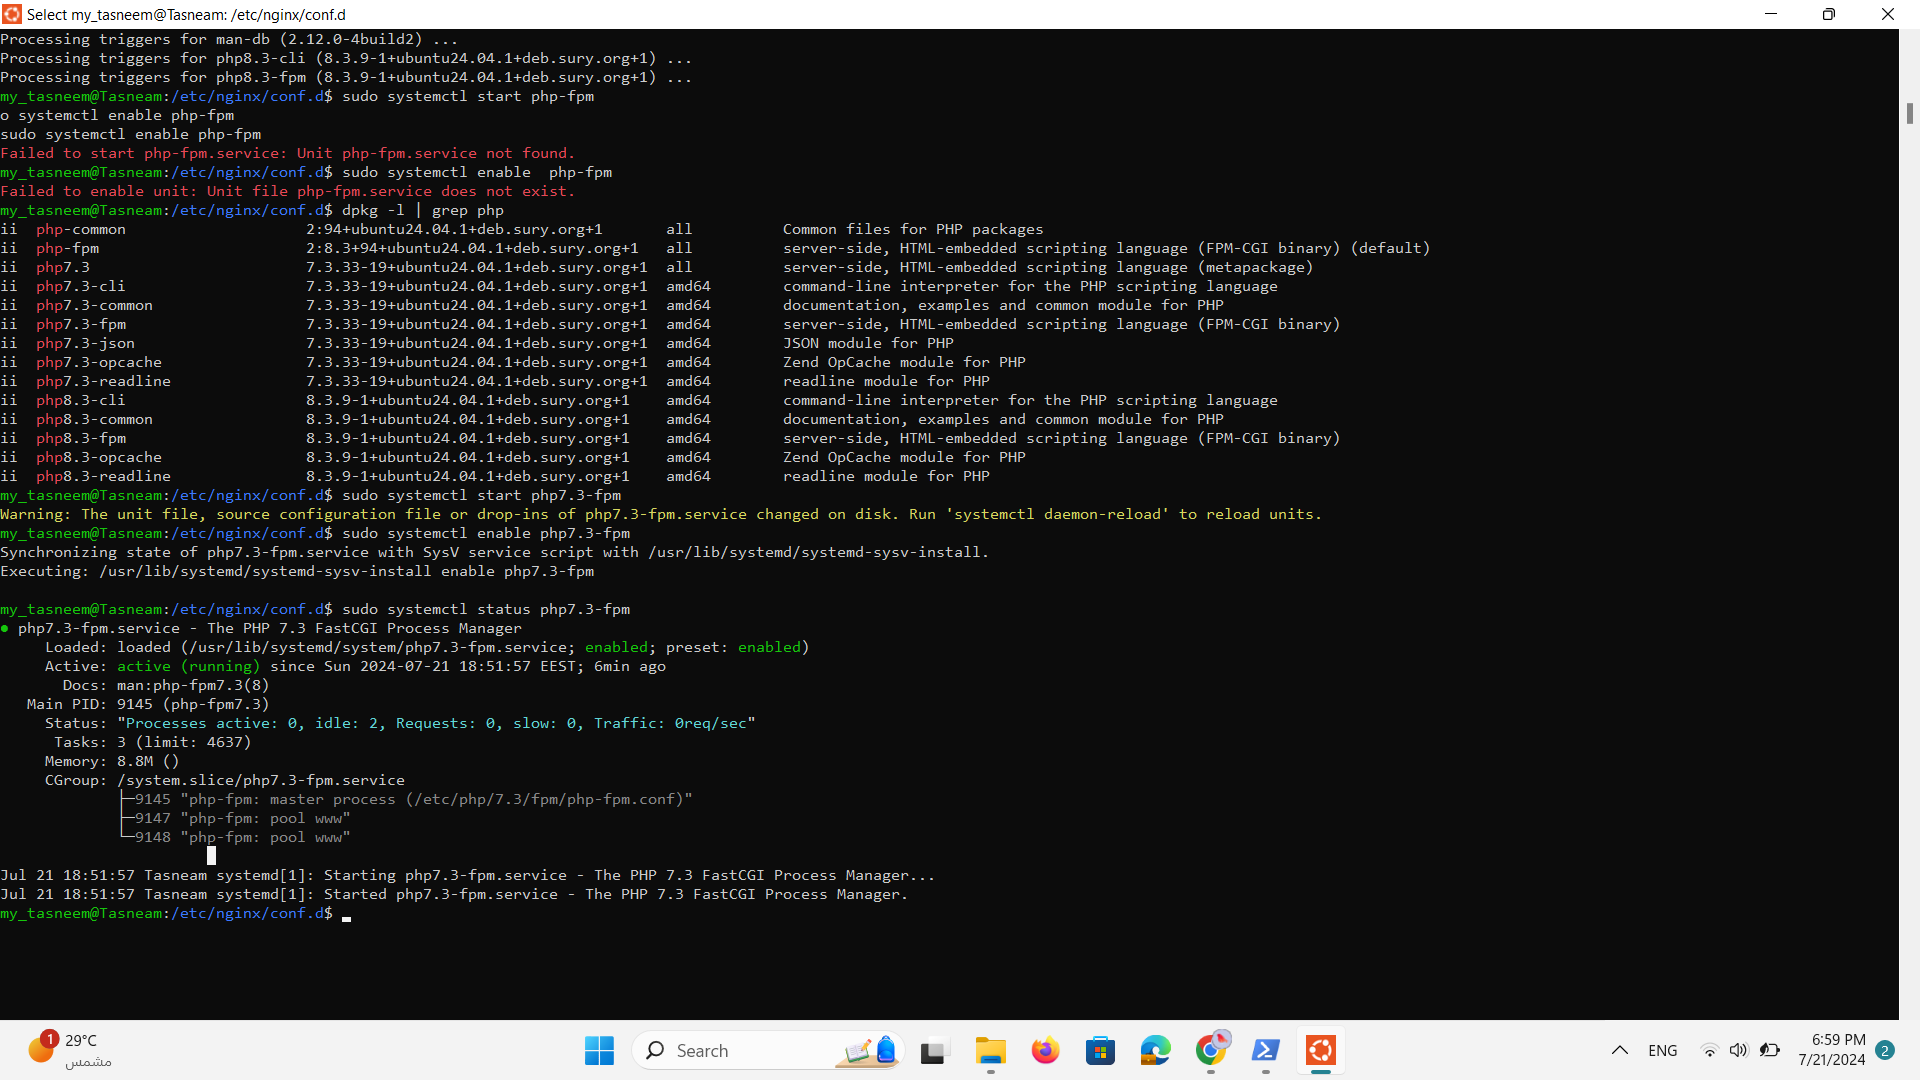 Select my_tasneem@Tasneam: /etc/nginx/conf.d
Processing triggers for man-db (2.12.0-4build2) ...
Processing triggers for php8.3-cli (8.3.9-1+ubuntu24.04.1+deb.sury.org+1) ...
Processing triggers for php8.3-fpm (8.3.9-1+ubuntu24.04.1+deb.sury.org+1) ...
my_tasneem@Tasneam:/etc/nginx/conf.d$ sudo systemctl start php-fpm
o systemctl enable php-fpm
sudo systemctl enable php-fpm
Failed to start php-fpm.service: Unit php-fpm.service not found.
my_tasneem@Tasneam:/etc/nginx/conf.d$ sudo systemctl enable  php-fpm
Failed to enable unit: Unit file php-fpm.service does not exist.
my_tasneem@Tasneam:/etc/nginx/conf.d$ dpkg -l | grep php
ii  php-common                    2:94+ubuntu24.04.1+deb.sury.org+1       all          Common files for PHP packages
ii  php-fpm                       2:8.3+94+ubuntu24.04.1+deb.sury.org+1   all          server-side, HTML-embedded scripting language (FPM-CGI binary) (default)
ii  php7.3                        7.3.33-19+ubuntu24.04.1+deb.sury.org+1  all          server-side, HTML-embedded scripting language (metapackage)
ii  php7.3-cli                    7.3.33-19+ubuntu24.04.1+deb.sury.org+1  amd64        command-line interpreter for the PHP scripting language
ii  php7.3-common                 7.3.33-19+ubuntu24.04.1+deb.sury.org+1  amd64        documentation, examples and common module for PHP
ii  php7.3-fpm                    7.3.33-19+ubuntu24.04.1+deb.sury.org+1  amd64        server-side, HTML-embedded scripting language (FPM-CGI binary)
ii  php7.3-json                   7.3.33-19+ubuntu24.04.1+deb.sury.org+1  amd64        JSON module for PHP
ii  php7.3-opcache                7.3.33-19+ubuntu24.04.1+deb.sury.org+1  amd64        Zend OpCache module for PHP
ii  php7.3-readline               7.3.33-19+ubuntu24.04.1+deb.sury.org+1  amd64        readline module for PHP
ii  php8.3-cli                    8.3.9-1+ubuntu24.04.1+deb.sury.org+1    amd64        command-line interpreter for the PHP scripting language
ii  php8.3-common                 8.3.9-1+ubuntu24.04.1+deb.sury.org+1    amd64        documentation, examples and common module for PHP
ii  php8.3-fpm                    8.3.9-1+ubuntu24.04.1+deb.sury.org+1    amd64        server-side, HTML-embedded scripting language (FPM-CGI binary)
ii  php8.3-opcache                8.3.9-1+ubuntu24.04.1+deb.sury.org+1    amd64        Zend OpCache module for PHP
ii  php8.3-readline               8.3.9-1+ubuntu24.04.1+deb.sury.org+1    amd64        readline module for PHP
my_tasneem@Tasneam:/etc/nginx/conf.d$ sudo systemctl start php7.3-fpm
Warning: The unit file, source configuration file or drop-ins of php7.3-fpm.service changed on disk. Run 'systemctl daemon-reload' to reload units.
my_tasneem@Tasneam:/etc/nginx/conf.d$ sudo systemctl enable php7.3-fpm
Synchronizing state of php7.3-fpm.service with SysV service script with /usr/lib/systemd/systemd-sysv-install.
Executing: /usr/lib/systemd/systemd-sysv-install enable php7.3-fpm
my_tasneem@Tasneam:/etc/nginx/conf.d$ sudo systemctl status php7.3-fpm
● php7.3-fpm.service - The PHP 7.3 FastCGI Process Manager
     Loaded: loaded (/usr/lib/systemd/system/php7.3-fpm.service; enabled; preset: enabled)
     Active: active (running) since Sun 2024-07-21 18:51:57 EEST; 6min ago
       Docs: man:php-fpm7.3(8)
   Main PID: 9145 (php-fpm7.3)
     Status: "Processes active: 0, idle: 2, Requests: 0, slow: 0, Traffic: 0req/sec"
      Tasks: 3 (limit: 4637)
     Memory: 8.8M ()
     CGroup: /system.slice/php7.3-fpm.service
             ├─9145 "php-fpm: master process (/etc/php/7.3/fpm/php-fpm.conf)"
             ├─9147 "php-fpm: pool www"
             └─9148 "php-fpm: pool www"
Jul 21 18:51:57 Tasneam systemd[1]: Starting php7.3-fpm.service - The PHP 7.3 FastCGI Process Manager...
Jul 21 18:51:57 Tasneam systemd[1]: Started php7.3-fpm.service - The PHP 7.3 FastCGI Process Manager.
my_tasneem@Tasneam:/etc/nginx/conf.d$
1
29°C
مشمس
Search
ENG
6:59 PM
7/21/2024
2